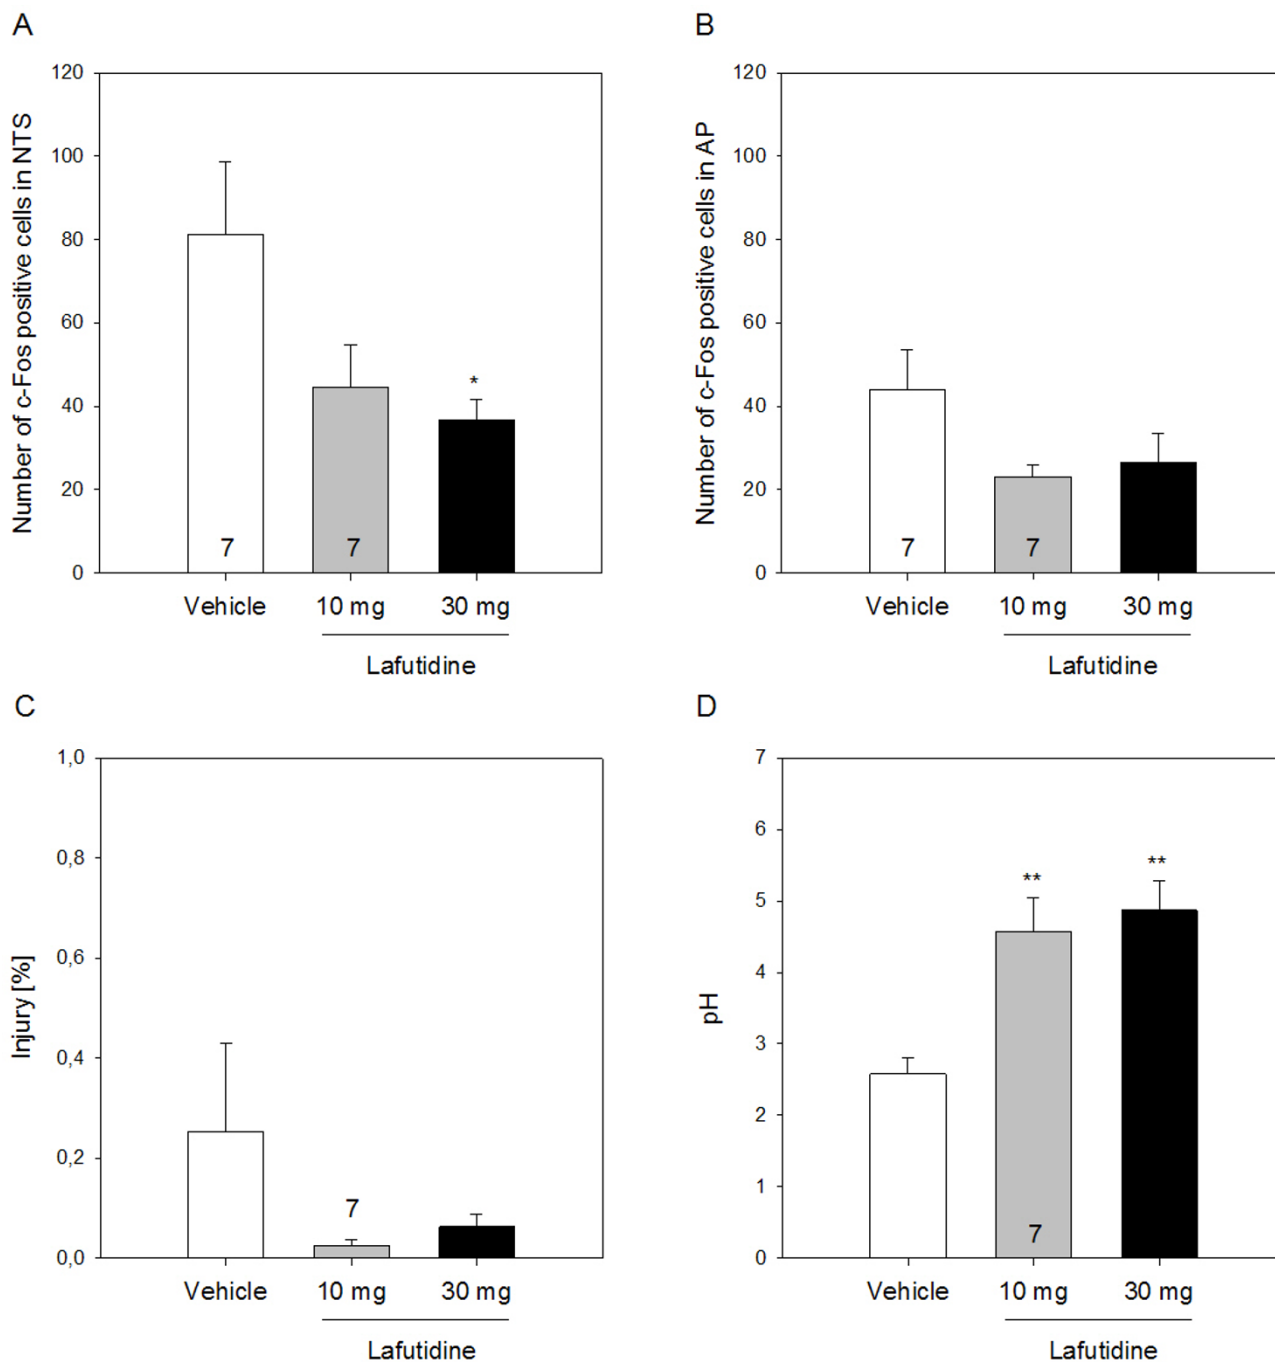 A
Number of c-Fos positive cells in NTS
120
100
80
60
40
20
0
*
7
7
Vehicle
10 mg
30 mg
Lafutidine
B
Number of c-Fos positive cells in AP
120
100
80
60
40
20
0
7
7
Vehicle
10 mg
30 mg
Lafutidine
C
Injury [%]
1,0
0,8
0,6
0,4
0,2
0,0
7
Vehicle
10 mg
30 mg
Lafutidine
D
pH
7
6
5
4
3
2
1
0
**
**
7
Vehicle
10 mg
30 mg
Lafutidine